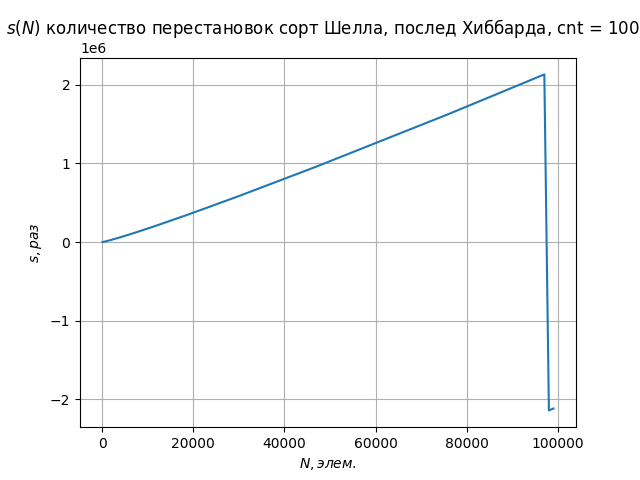 s(N) количество перестановок сорт Шелла, послед Хиббарда, cnt = 100
1e6
2
1
0
−1
−2
s, раз
0 20000 40000 60000 80000 100000
N, элем.